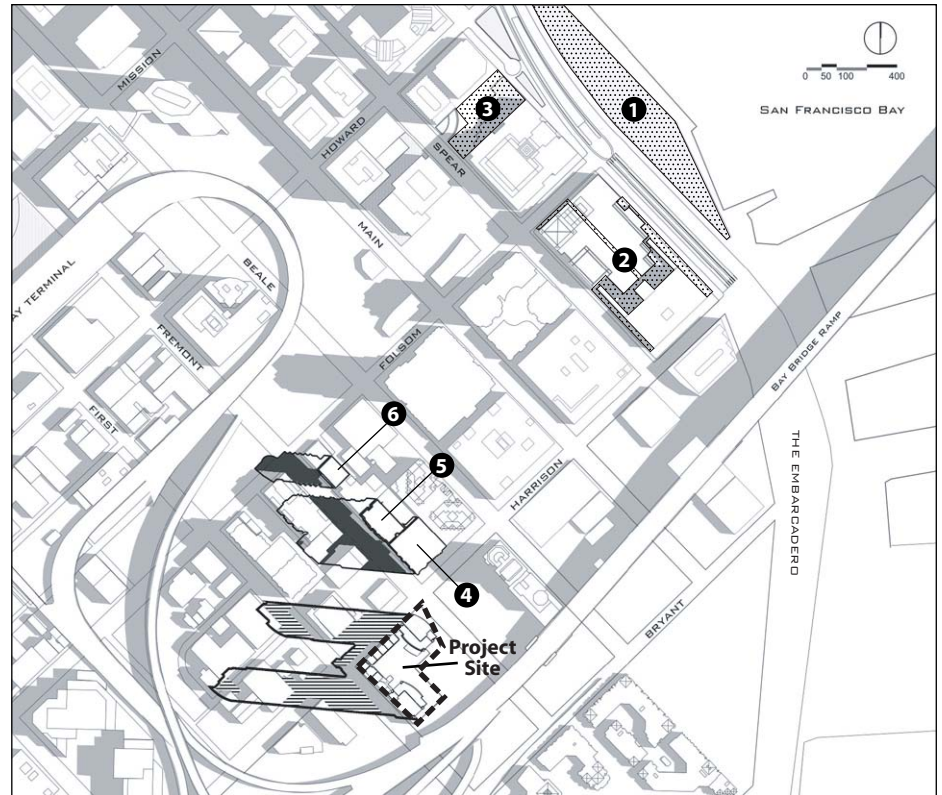 MISSION
HOWARD
SPEAR
MAIN
BEALE
FREMONT
FIRST
FOLSOM
HARRISON
BRYANT
AY TERMINAL
BAY BRIDGE RAMP
THE EMBARCADERO
SAN FRANCISCO BAY
0 50 100 400
1
2
3
4
5
6
Project
Site